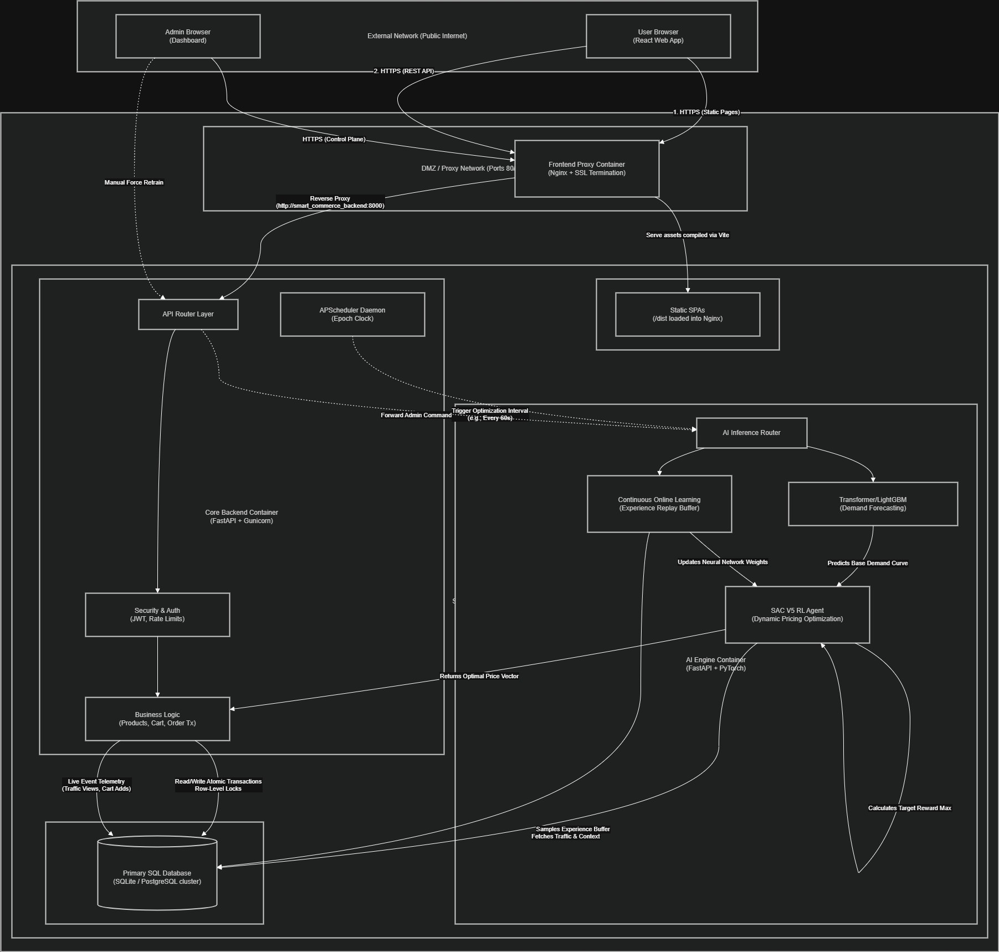 Admin Browser
(Dashboard)
External Network (Public Internet)
User Browser
(React Web App)
2. HTTPS (REST API)
1. HTTPS (Static Pages)
HTTPS (Control Plane)
DMZ / Proxy Network (Ports 80/
Frontend Proxy Container
(Nginx + SSL Termination)
Manual Force Retrain
Reverse Proxy
(http://smart_commerce_backend:8000)
Serve assets compiled via Vite
API Router Layer
APScheduler Daemon
(Epoch Clock)
Static SPAs
(/dist loaded into Nginx)
Forward Admin Command
Trigger Optimization Interval
(e.g., Every 60s)
AI Inference Router
Continuous Online Learning
(Experience Replay Buffer)
Transformer/LightGBM
(Demand Forecasting)
Core Backend Container
(FastAPI + Gunicorn)
Updates Neural Network Weights
Predicts Base Demand Curve
S
Security & Auth
(JWT, Rate Limits)
SAC V5 RL Agent
(Dynamic Pricing Optimization)
AI Engine Container
(FastAPI + PyTorch)
Returns Optimal Price Vector
Business Logic
(Products, Cart, Order Tx)
Live Event Telemetry
(Traffic Views, Cart Adds)
Read/Write Atomic Transactions
Row-Level Locks
Calculates Target Reward Max
Samples Experience Buffer
Fetches Traffic & Context
Primary SQL Database
(SQLite / PostgreSQL cluster)